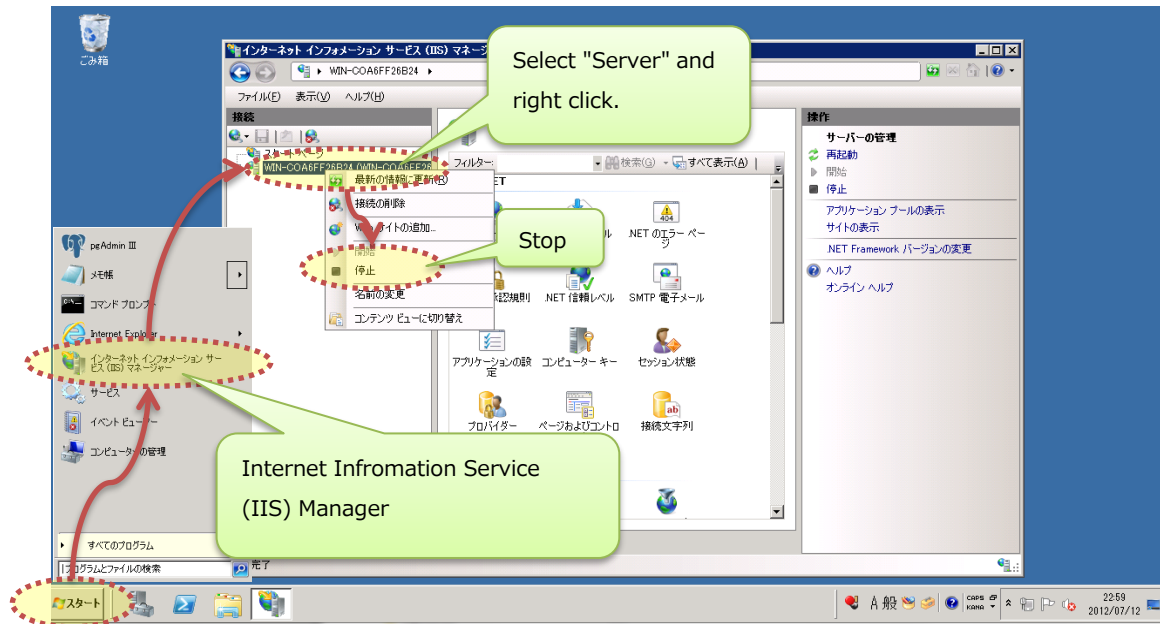 ごみ箱
インターネット インフォメーション サービス (IIS) マネージ
WIN-COA6FF26B24
ファイル(F) 表示(V) ヘルプ(H)
接続
スタート ページ
WIN-COA6FF26B24 (WIN-COA6FF26
最新の情報に更新(R)
接続の削除
Web サイトの追加...
開始
停止
名前の変更
コンテンツ ビューに切り替え
Select "Server" and
right click.
Stop
フィルター:
検索(G)
すべて表示(A)
ET
.NET のエラー ペー
ジ
認規則
.NET 信頼レベル
SMTP 電子メール
アプリケーションの設
定
コンピューター キー
セッション状態
プロバイダー
ページおよびコントロ
接続文字列
操作
サーバーの管理
再起動
開始
停止
アプリケーション プールの表示
サイトの表示
.NET Framework バージョンの変更
ヘルプ
オンライン ヘルプ
pgAdmin III
メモ帳
コマンド プロンプト
Internet Explorer
インターネット インフォメーション サー
ビス (IIS) マネージャー
サービス
イベント ビューアー
コンピューターの管理
Internet Infromation Service
(IIS) Manager
すべてのプログラム
プログラムとファイルの検索
完了
スタート
A 般
CAPS
KANA
22:59
2012/07/12